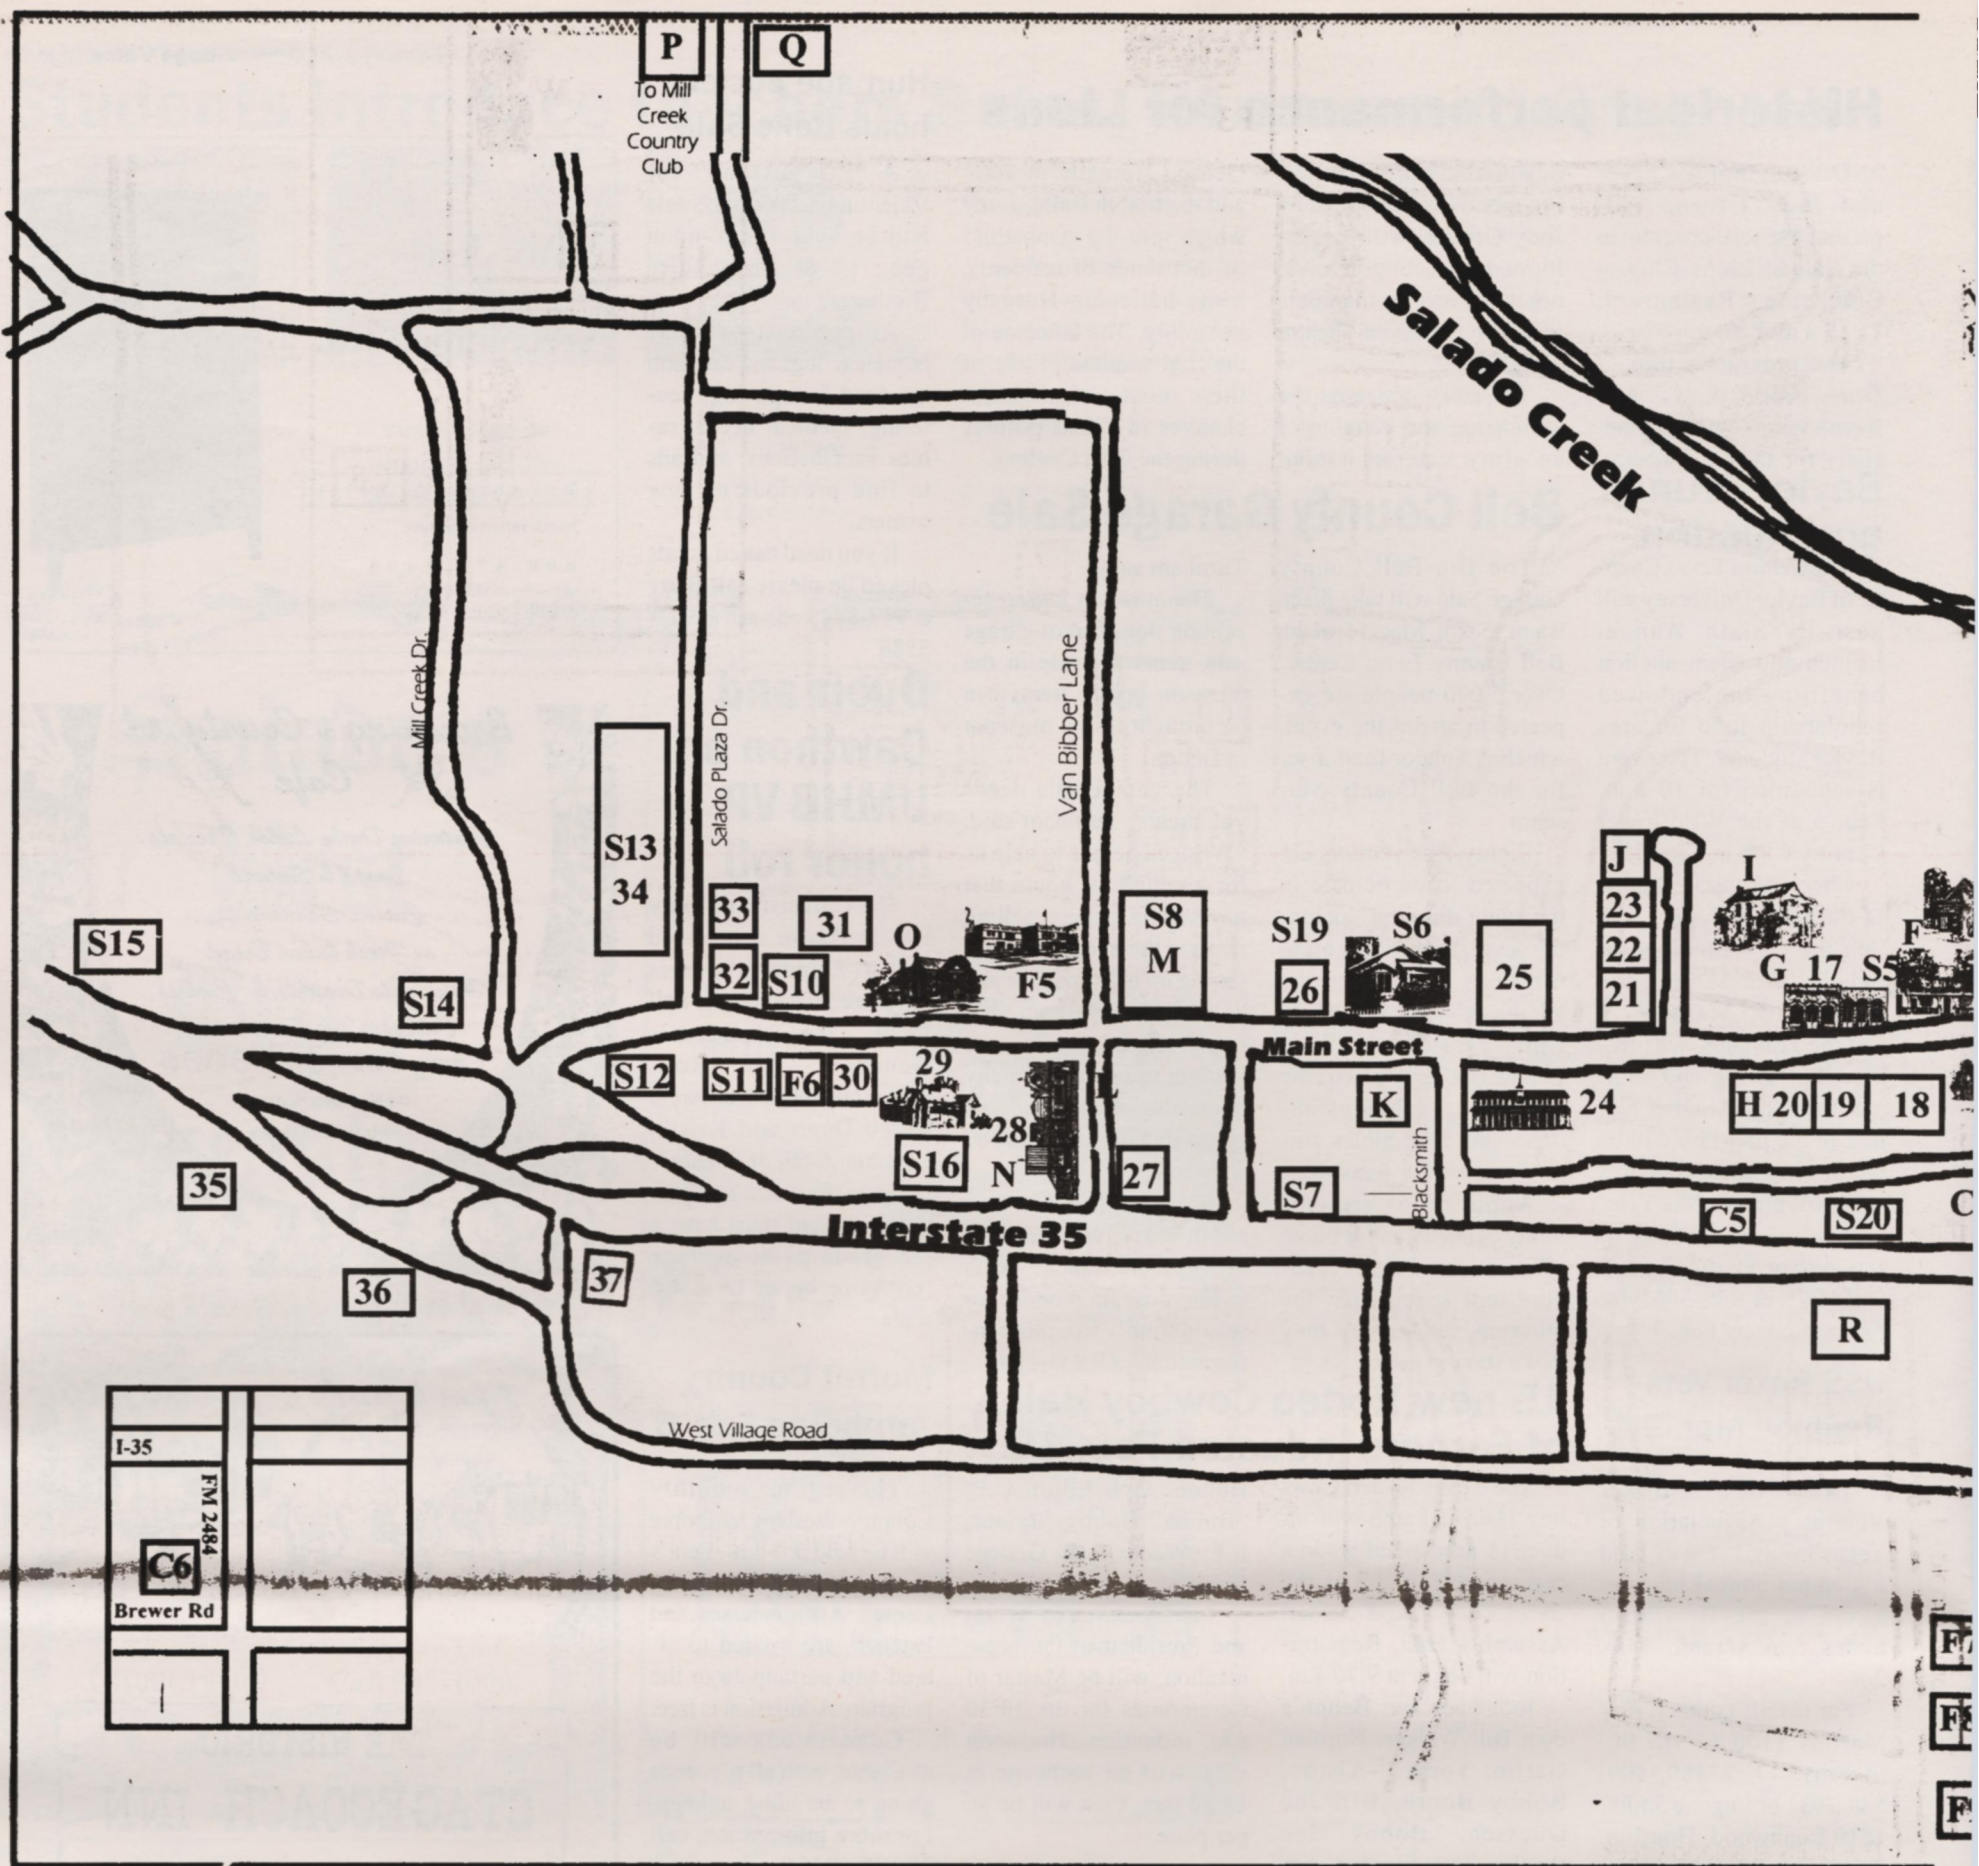 P
Q
To Mill
Creek
Country
Club
Salado Creek
Mill Creek Dr.
Salado Plaza Dr.
Van Bibber Lane
S13
34
S15
S14
33
32
31
S10
O
F5
S8
M
S19
26
S6
25
J
23
22
21
I
G 17 S5
F
Main Street
S12
S11
F6
30
29
28
S16
N
L
27
K
S7
Blacksmith
24
H 20
19
18
C5
S20
C
Interstate 35
35
36
37
R
West Village Road
I-35
FM 2484
C6
Brewer Rd
F